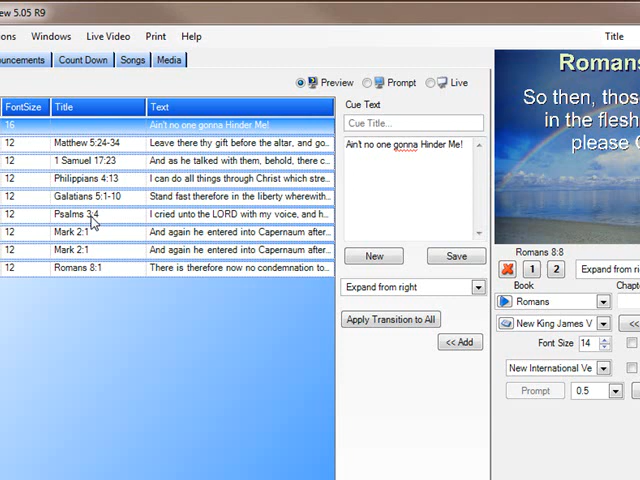 ew 5.05 R9
ons Windows Live Video Print Help Title
ouncements Count Down Songs Media
Preview Prompt Live
FontSize Title Text
16 Ain't no one gonna Hinder Me!
12 Matthew 5:24-34 Leave there thy gift before the altar, and go...
12 1 Samuel 17:23 And as he talked with them, behold, there c...
12 Philippians 4:13 I can do all things through Christ which stre...
12 Galatians 5:1-10 Stand fast therefore in the liberty wherewith...
12 Psalms 3:4 I cried unto the LORD with my voice, and h...
12 Mark 2:1 And again he entered into Capernaum after...
12 Mark 2:1 And again he entered into Capernaum after...
12 Romans 8:1 There is therefore now no condemnation to...
Cue Text
Cue Title...
Ain't no one gonna Hinder Me!
New Save
Expand from right
Apply Transition to All
<< Add
Romans
So then, thos
in the flesh
please G
Romans 8:8
1 2 Expand from ri
Book Chapt
Romans
New King James V <<
Font Size 14
New International Ve
Prompt 0.5